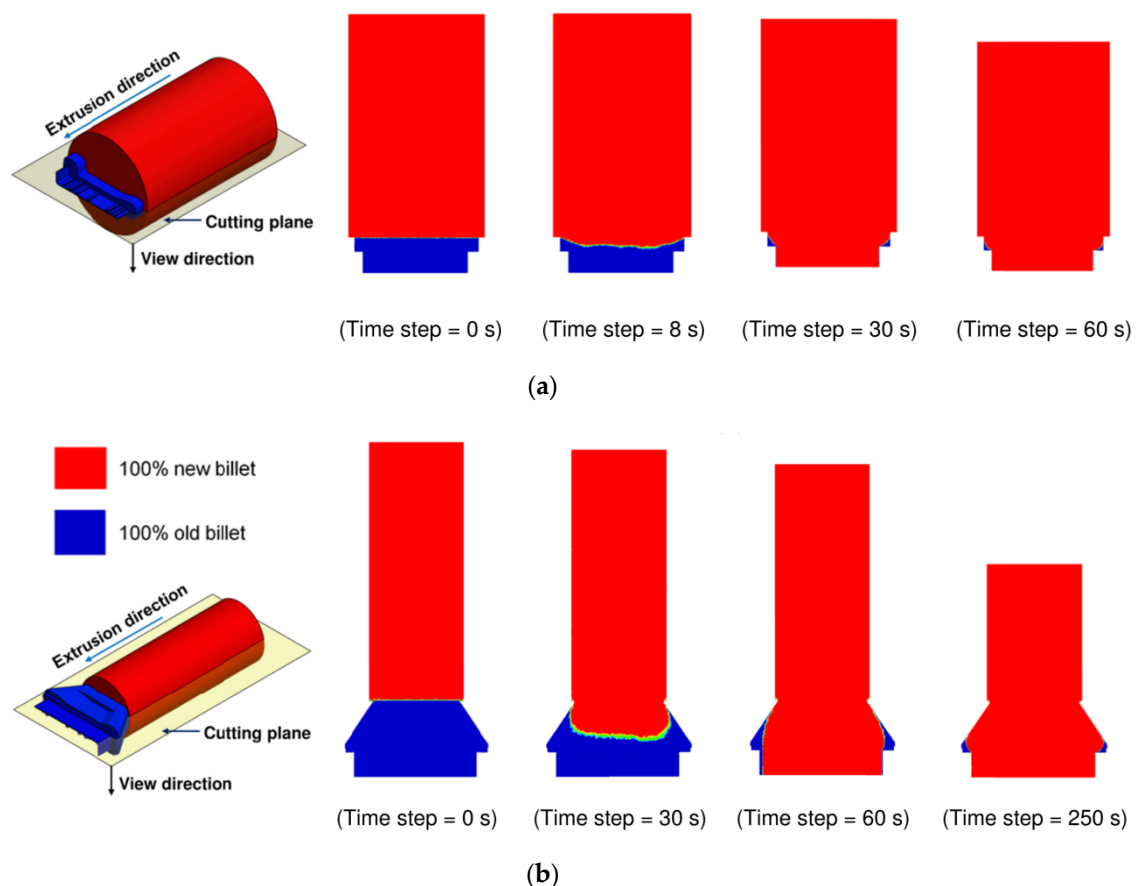 Extrusion direction
Cutting plane
View direction
(Time step = 0 s)
(Time step = 8 s)
(Time step = 30 s)
(Time step = 60 s)
(a)
100% new billet
100% old billet
Extrusion direction
Cutting plane
View direction
(Time step = 0 s)
(Time step = 30 s)
(Time step = 60 s)
(Time step = 250 s)
(b)